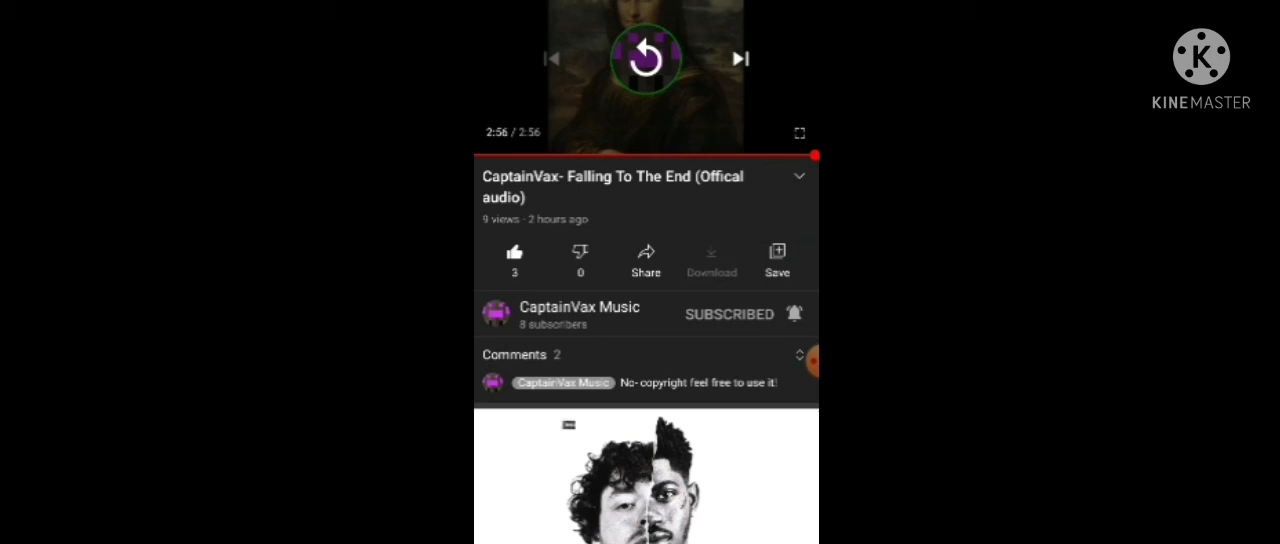 K
KINEMASTER
2:56 / 2:56
CaptainVax- Falling To The End (Offical
audio)
9 views · 2 hours ago
3
0
Share
Download
Save
CaptainVax Music
SUBSCRIBED
8 subscribers
Comments 2
CaptainVax Music No- copyright feel free to use it!